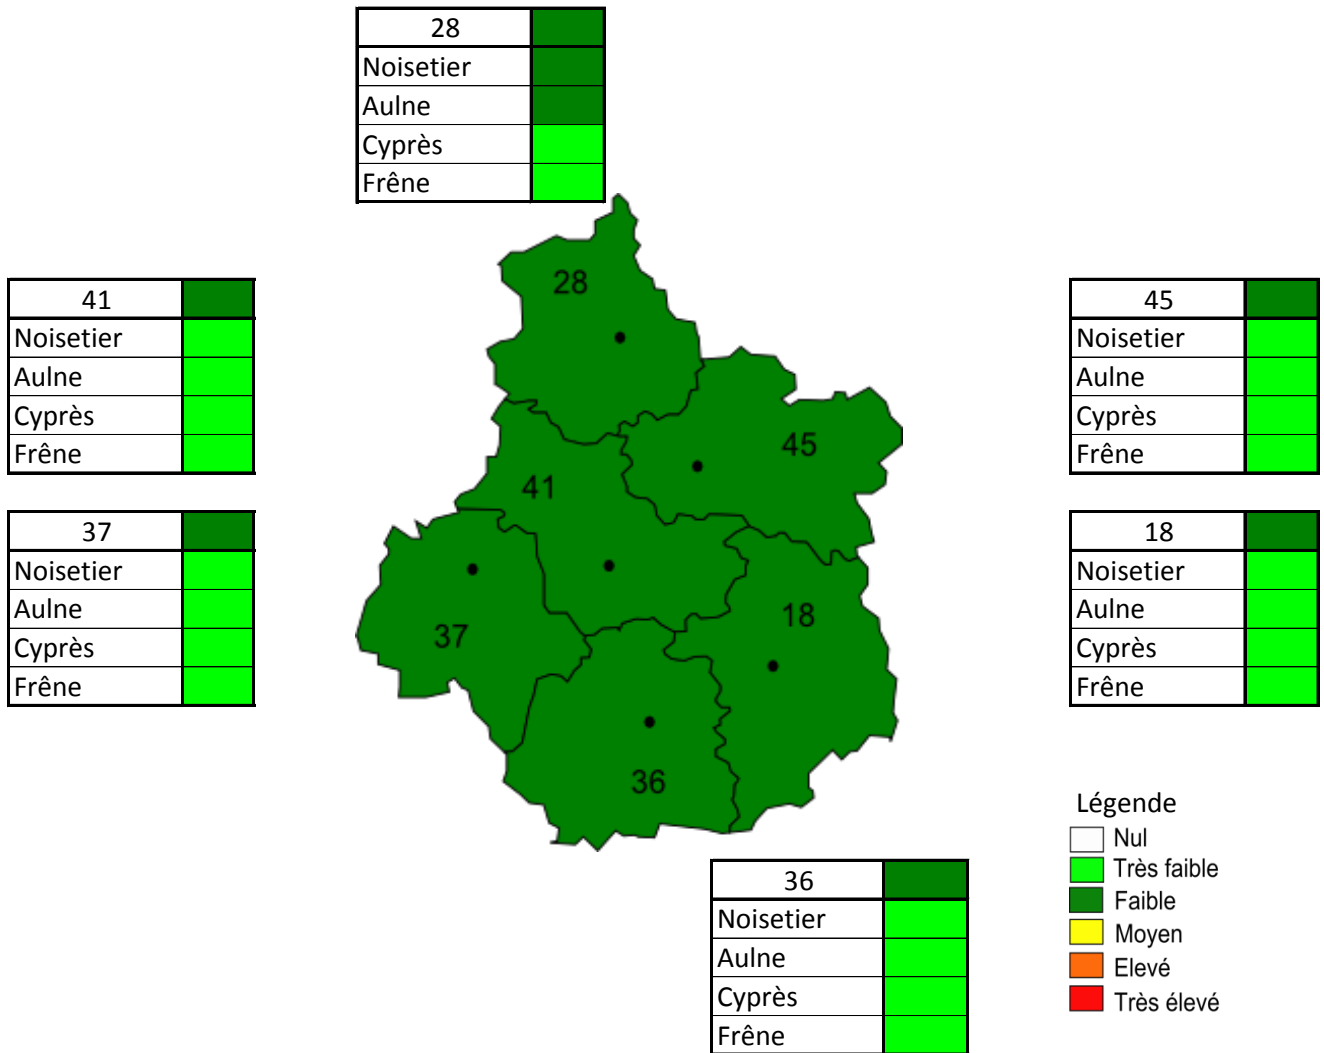 28
Noisetier
Aulne
Cyprès
Frêne
41
Noisetier
Aulne
Cyprès
Frêne
37
Noisetier
Aulne
Cyprès
Frêne
28
45
41
18
37
36
45
Noisetier
Aulne
Cyprès
Frêne
18
Noisetier
Aulne
Cyprès
Frêne
36
Noisetier
Aulne
Cyprès
Frêne
Légende
Nul
Très faible
Faible
Moyen
Elevé
Très élevé